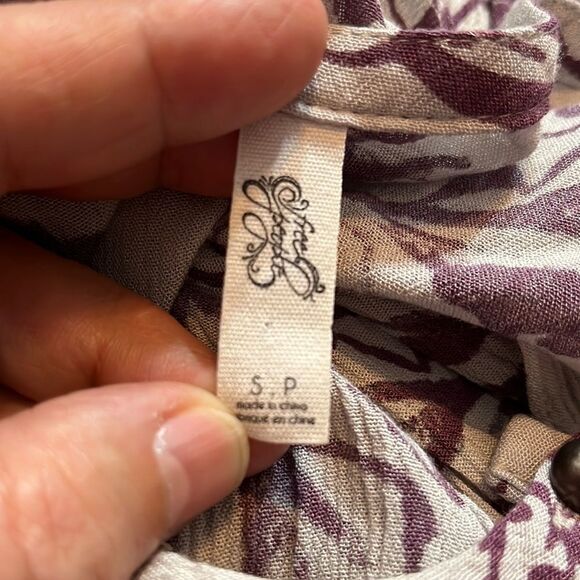 free
people
S . P
made in china
fabriqué en chine